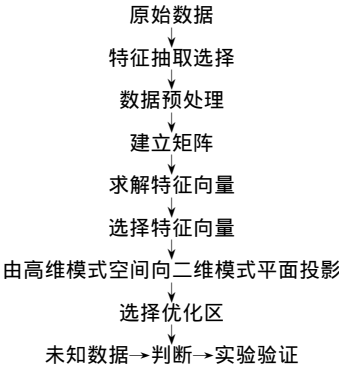 原始数据
特征抽取选择
数据预处理
建立矩阵
求解特征向量
选择特征向量
由高维模式空间向二维模式平面投影
选择优化区
未知数据→判断→实验验证